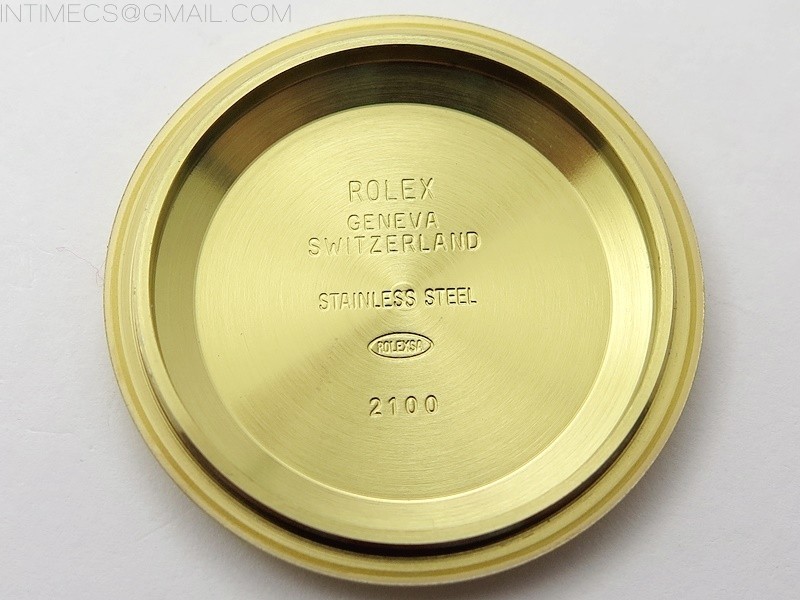 INTIMECS@GMAIL.COM
ROLEX
GENEVA
SWITZERLAND
STAINLESS STEEL
ROLEXSA
2100